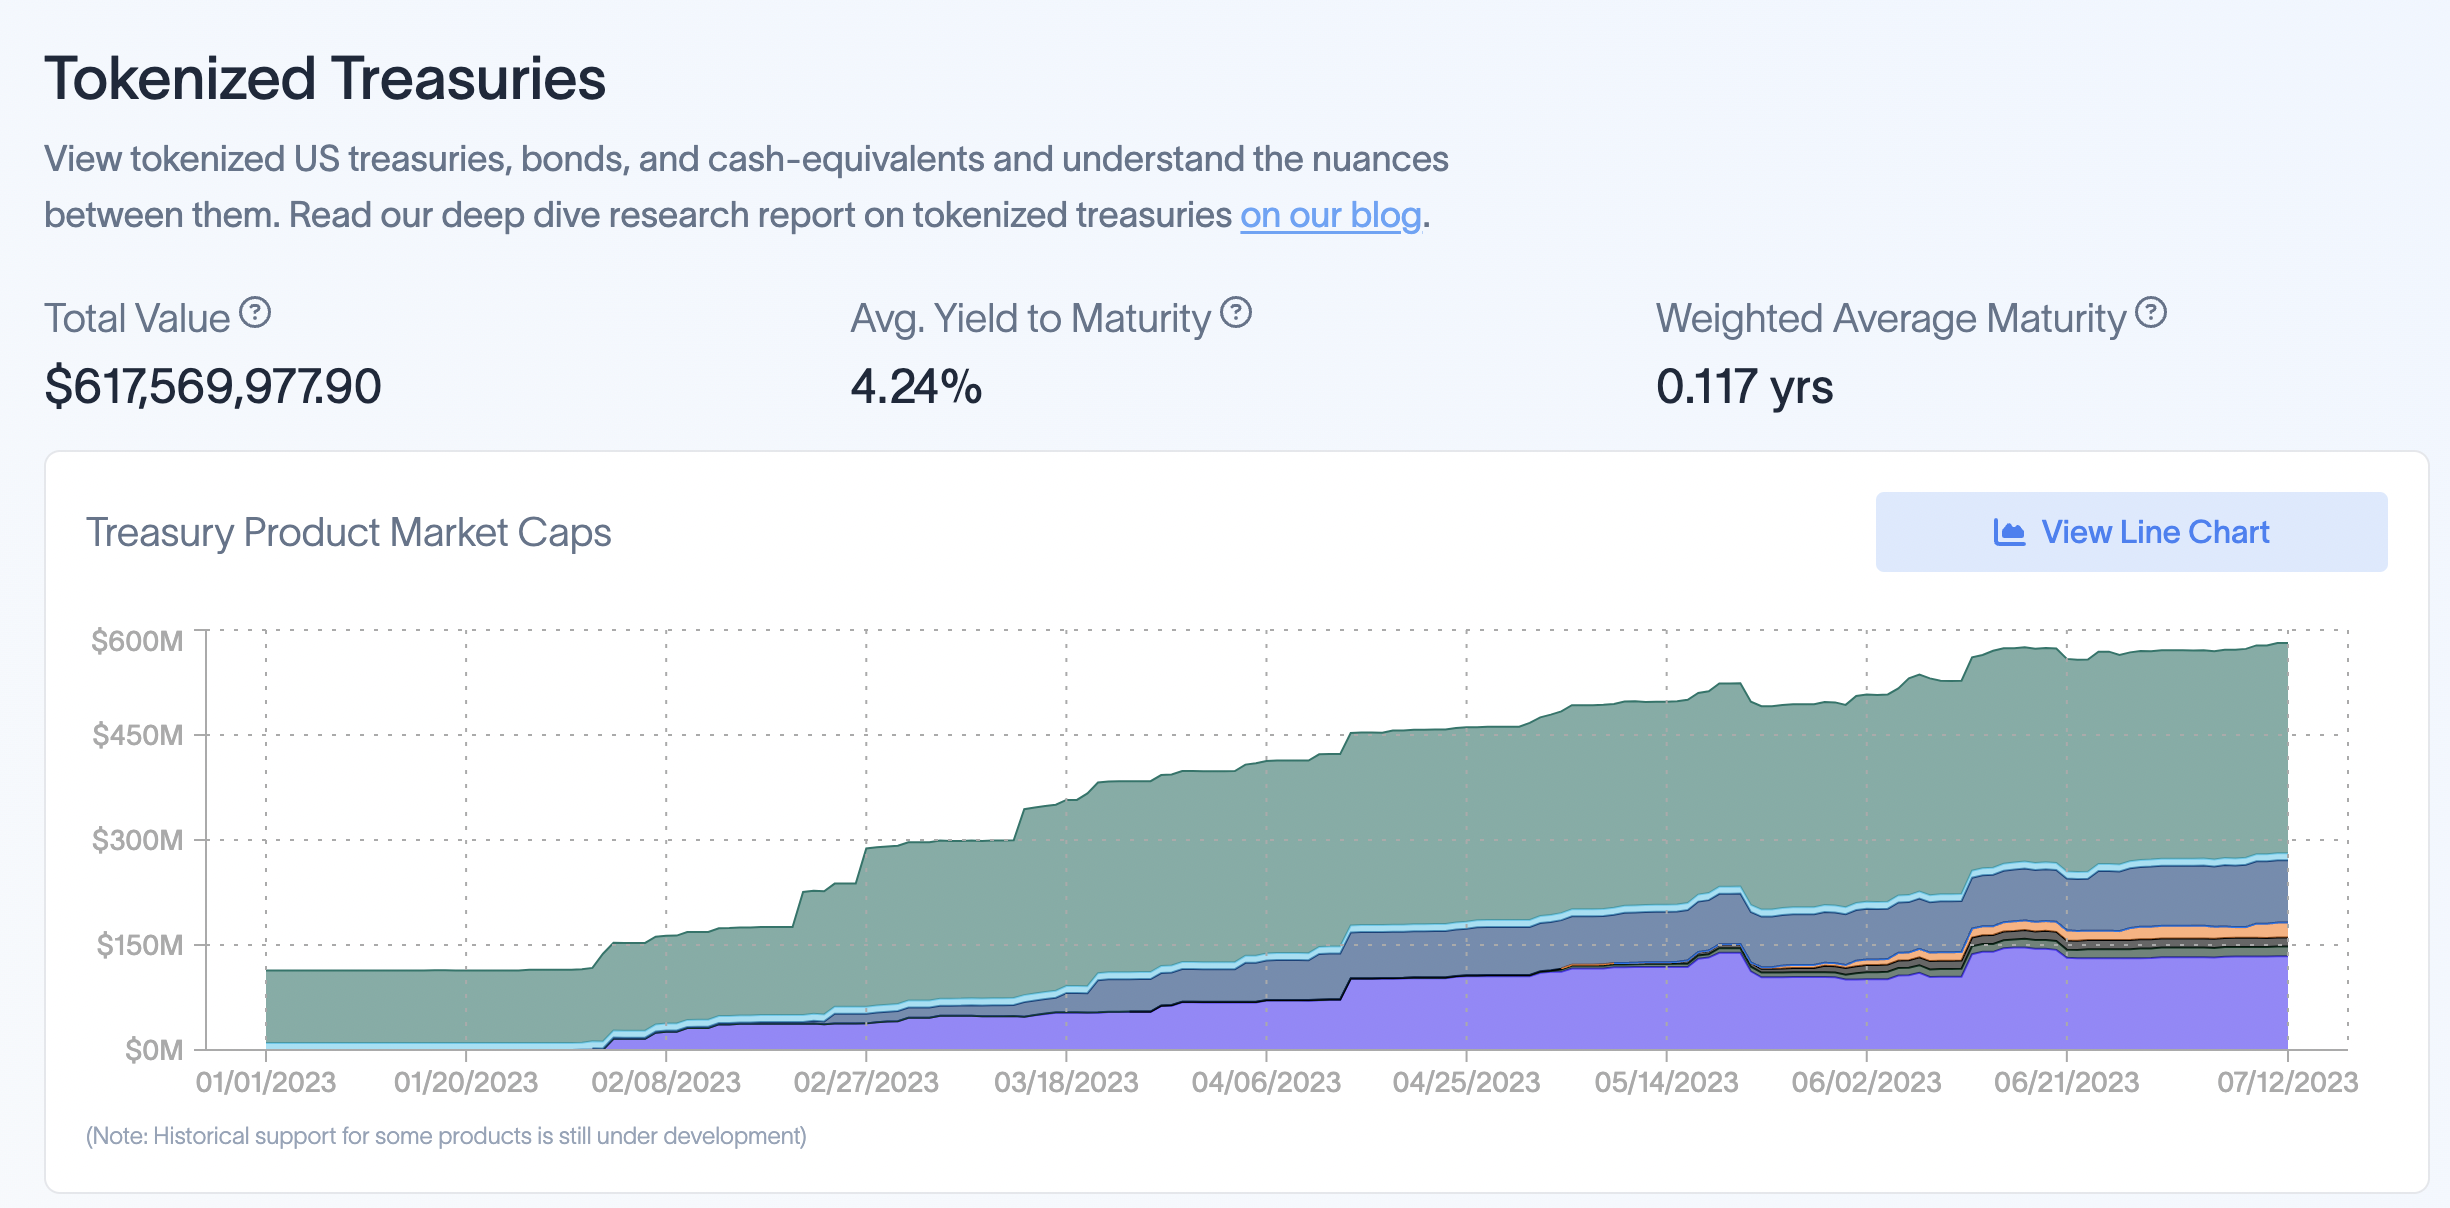 Tokenized Treasuries
View tokenized US treasuries, bonds, and cash-equivalents and understand the nuances
between them. Read our deep dive research report on tokenized treasuries on our blog.
Total Value ?
Avg. Yield to Maturity ?
Weighted Average Maturity ?
$617,569,977.90
4.24%
0.117 yrs
Treasury Product Market Caps
View Line Chart
$600M
$450M
$300M
$150M
$0M
01/01/2023 01/20/2023 02/08/2023 02/27/2023 03/18/2023 04/06/2023 04/25/2023 05/14/2023 06/02/2023 06/21/2023 07/12/2023
(Note: Historical support for some products is still under development)